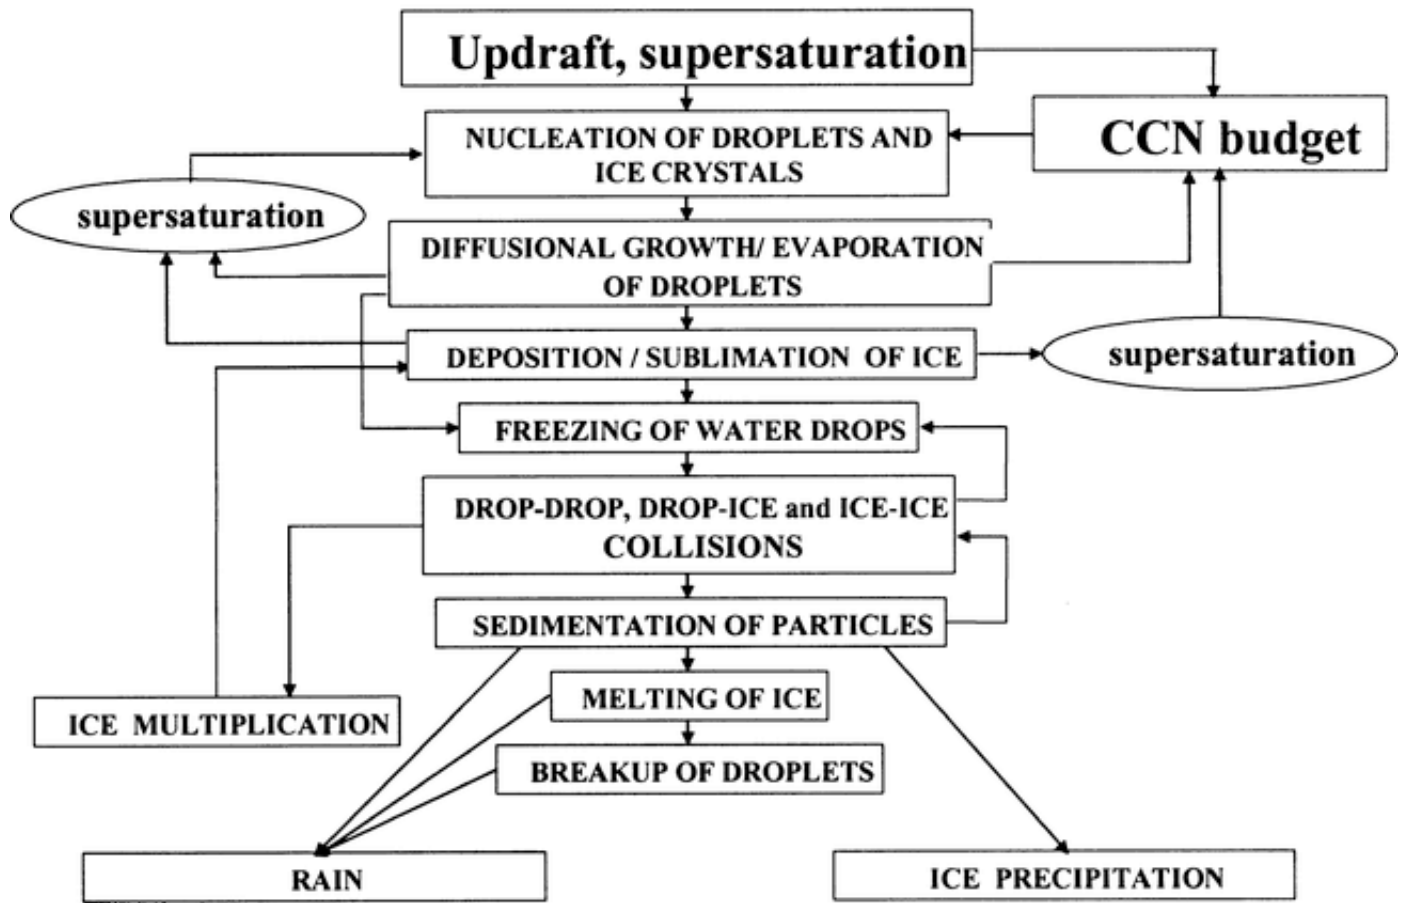 Updraft, supersaturation
CCN budget
NUCLEATION OF DROPLETS AND
ICE CRYSTALS
supersaturation
DIFFUSIONAL GROWTH/ EVAPORATION
OF DROPLETS
DEPOSITION / SUBLIMATION OF ICE
supersaturation
FREEZING OF WATER DROPS
DROP-DROP, DROP-ICE and ICE-ICE
COLLISIONS
SEDIMENTATION OF PARTICLES
MELTING OF ICE
ICE MULTIPLICATION
BREAKUP OF DROPLETS
RAIN
ICE PRECIPITATION